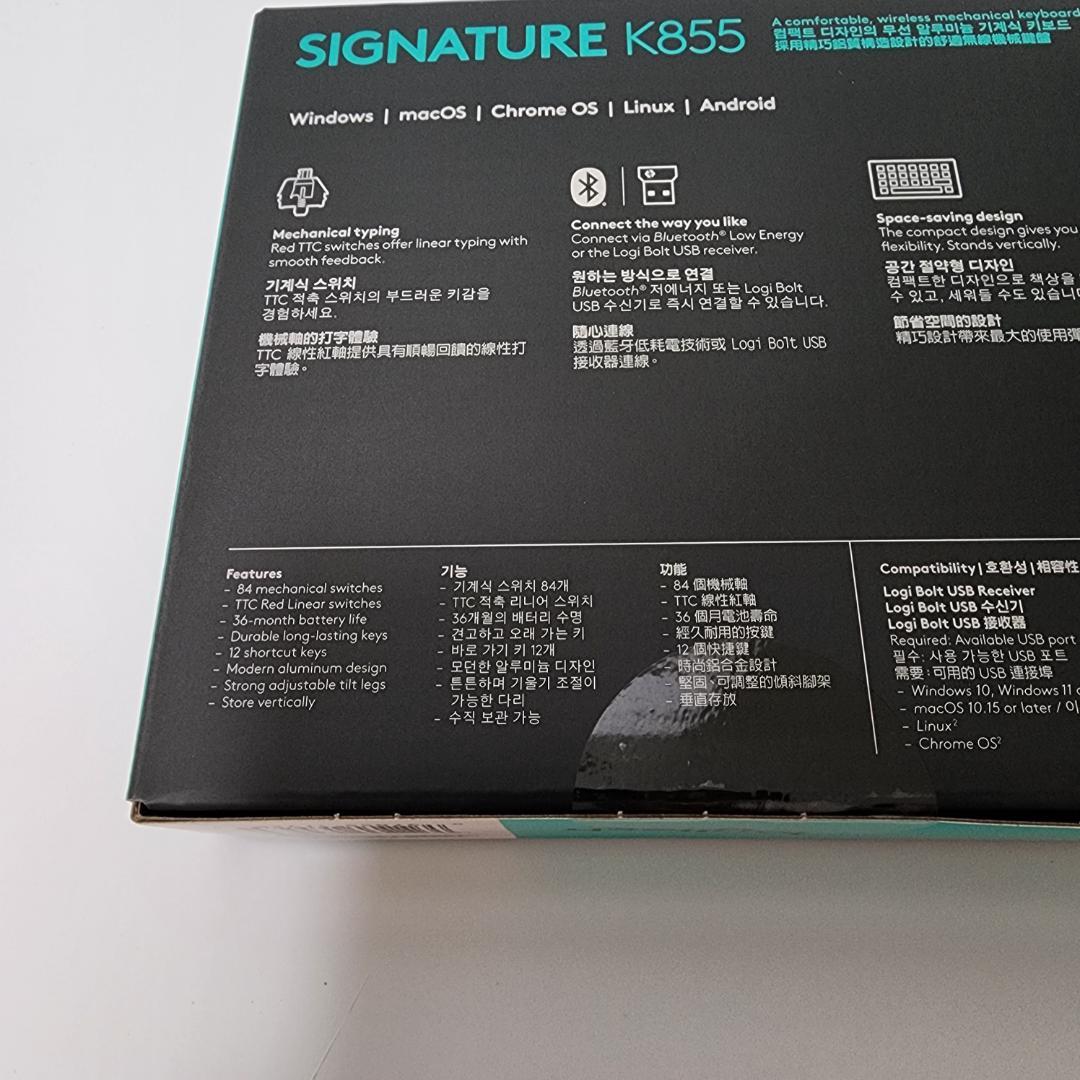 SIGNATURE K855
A comfortable, wireless mechanical keyboard
컴팩트 디자인의 무선 알루미늄 기계식 키보드
採用精巧鋁質構造設計的舒適無線機械鍵盤
Windows | macOS | Chrome OS | Linux | Android
Mechanical typing
Red TTC switches offer linear typing with
smooth feedback.
기계식 스위치
TTC 적축 스위치의 부드러운 키감을
경험하세요.
機械軸的打字體驗
TTC 線性紅軸提供具有順暢回饋的線性打
字體驗。
Connect the way you like
Connect via Bluetooth® Low Energy
or the Logi Bolt USB receiver.
원하는 방식으로 연결
Bluetooth® 저에너지 또는 Logi Bolt
USB 수신기로 즉시 연결할 수 있습니다.
隨心連線
透過藍牙低耗電技術或 Logi Bolt USB
接收器連線。
Space-saving design
The compact design gives you
flexibility. Stands vertically.
공간 절약형 디자인
컴팩트한 디자인으로 책상을
수 있고, 세워둘 수도 있습니다
節省空間的設計
精巧設計帶來最大的使用彈
Features
- 84 mechanical switches
- TTC Red Linear switches
- 36-month battery life
- Durable long-lasting keys
- 12 shortcut keys
- Modern aluminum design
- Strong adjustable tilt legs
- Store vertically
기능
- 기계식 스위치 84개
- TTC 적축 리니어 스위치
- 36개월의 배터리 수명
- 견고하고 오래 가는 키
- 바로 가기 키 12개
- 모던한 알루미늄 디자인
- 튼튼하며 기울기 조절이
가능한 다리
- 수직 보관 가능
功能
- 84 個機械軸
- TTC 線性紅軸
- 36 個月電池壽命
- 經久耐用的按鍵
- 12 個快捷鍵
- 時尚鋁合金設計
- 堅固、可調整的傾斜腳架
- 垂直存放
Compatibility | 호환성 | 相容性
Logi Bolt USB Receiver
Logi Bolt USB 수신기
Logi Bolt USB 接收器
Required: Available USB port
필수: 사용 가능한 USB 포트
需要：可用的 USB 連接埠
- Windows 10, Windows 11
- macOS 10.15 or later / 이
- Linux²
- Chrome OS²